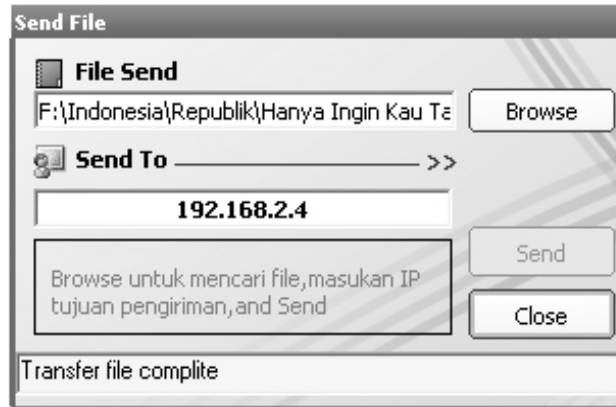 Send File
File Send
F:\Indonesia\Republik\Hanya Ingin Kau Ta
Browse
Send To >>
192.168.2.4
Browse untuk mencari file,masukan IP
tujuan pengiriman,and Send
Send
Close
Transfer file complite